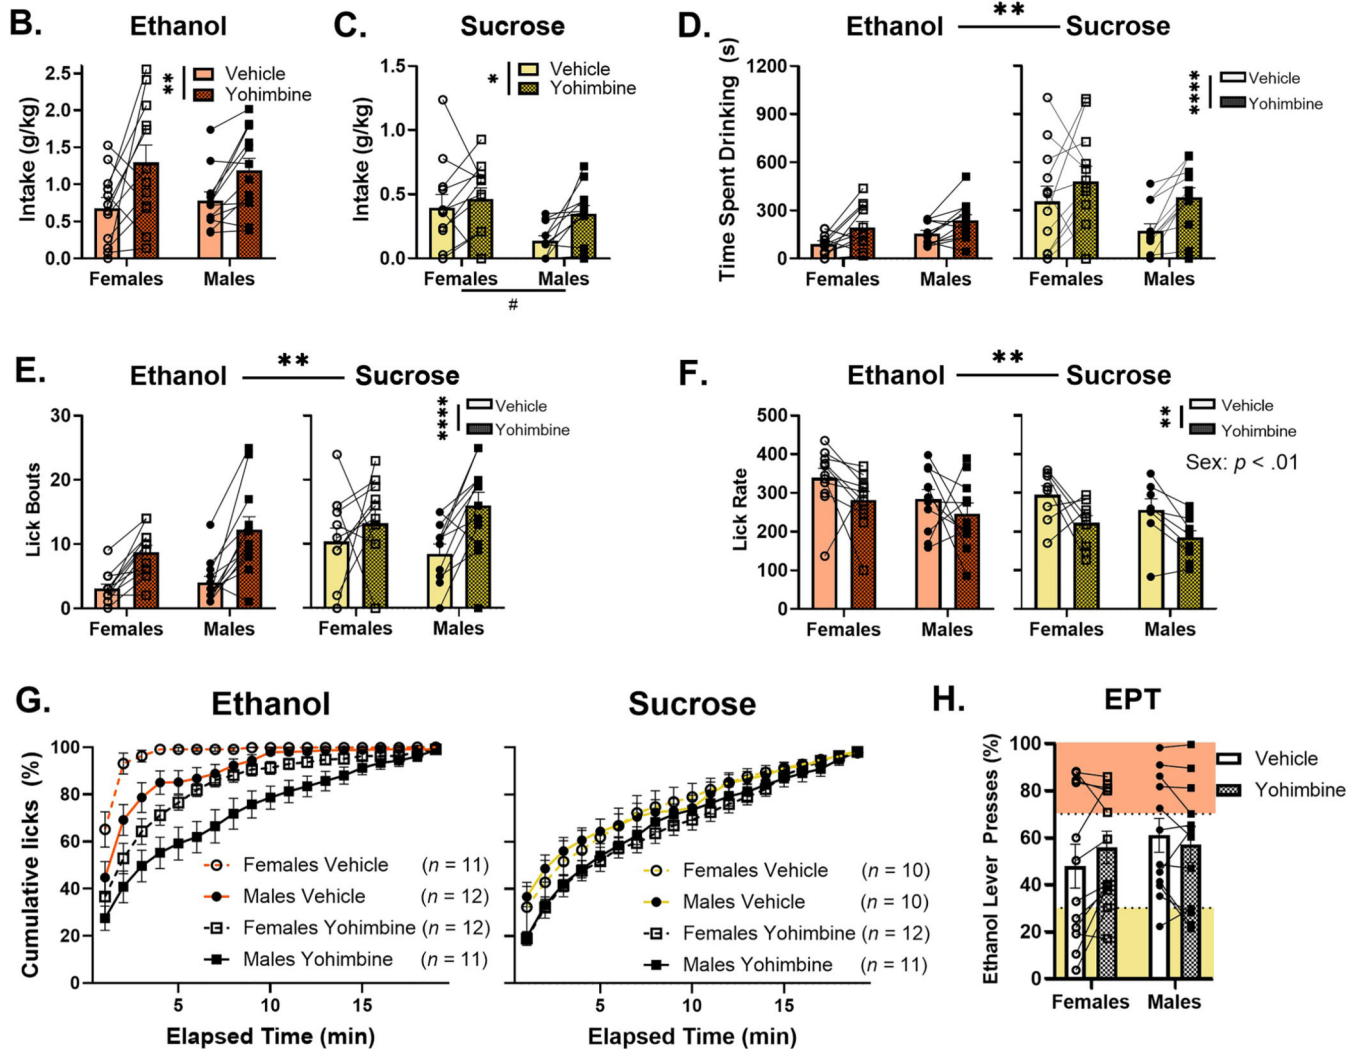 B.
Ethanol
Intake (g/kg)
2.5
2.0
1.5
1.0
0.5
0.0
**
Vehicle
Yohimbine
Females
Males
C.
Sucrose
Intake (g/kg)
1.5
1.0
0.5
0.0
*
Vehicle
Yohimbine
Females
Males
#
D.
Ethanol
**
Sucrose
Time Spent Drinking (s)
1200
900
600
300
0
****
Vehicle
Yohimbine
Females
Males
Females
Males
E.
Ethanol
**
Sucrose
Lick Bouts
30
20
10
0
****
Vehicle
Yohimbine
Females
Males
Females
Males
F.
Ethanol
**
Sucrose
Lick Rate
500
400
300
200
100
0
**
Vehicle
Yohimbine
Sex: p < .01
Females
Males
Females
Males
G.
Ethanol
Cumulative licks (%)
100
80
60
40
20
0
Females Vehicle (n = 11)
Males Vehicle (n = 12)
Females Yohimbine (n = 12)
Males Yohimbine (n = 11)
5
10
15
Elapsed Time (min)
Sucrose
Females Vehicle (n = 10)
Males Vehicle (n = 10)
Females Yohimbine (n = 12)
Males Yohimbine (n = 11)
5
10
15
Elapsed Time (min)
H.
EPT
Ethanol Lever Presses (%)
100
80
60
40
20
0
Vehicle
Yohimbine
Females
Males